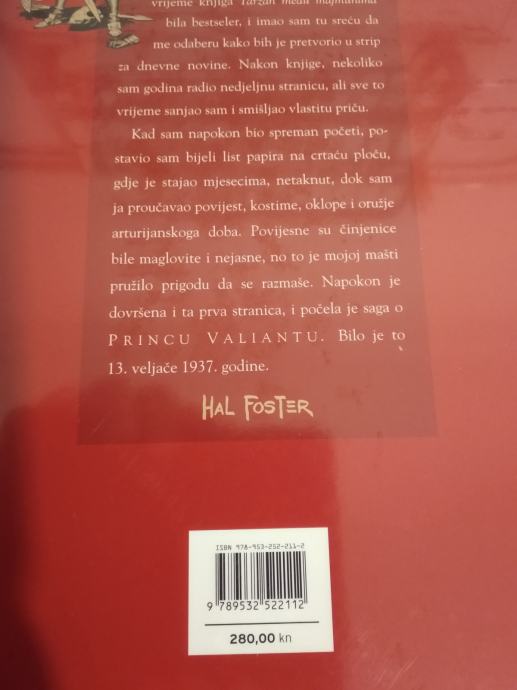 vrijeme knjiga Tarzan među majmunima
bila bestseler, i imao sam tu sreću da
me odaberu kako bih je pretvorio u strip
za dnevne novine. Nakon knjige, nekoliko
sam godina radio nedjeljnu stranicu, ali sve to
vrijeme sanjao sam i smišljao vlastitu priču.
Kad sam napokon bio spreman početi, po-
stavio sam bijeli list papira na crtaću ploču,
gdje je stajao mjesecima, netaknut, dok sam
ja proučavao povijest, kostime, oklope i oružje
arturijanskoga doba. Povijesne su činjenice
bile maglovite i nejasne, no to je mojoj mašti
pružilo prigodu da se razmaše. Napokon je
dovršena i ta prva stranica, i počela je saga o
PRINCU VALIANTU. Bilo je to
13. veljače 1937. godine.
HAL FOSTER
ISBN 978-953-252-211-2
9 789532 522112
280,00 kn